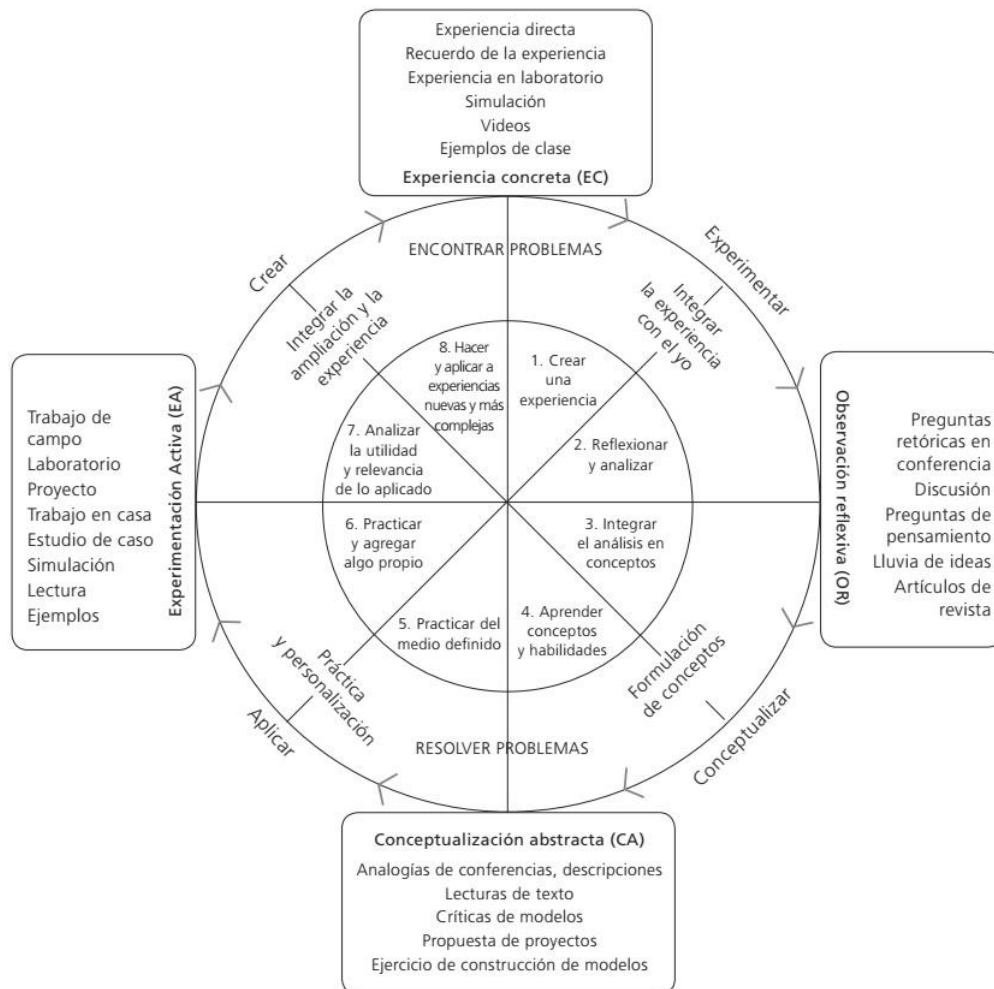 Experiencia directa
Recuerdo de la experiencia
Experiencia en laboratorio
Simulación
Videos
Ejemplos de clase
Experiencia concreta (EC)
ENCONTRAR PROBLEMAS
Crear
Experimentar
Integrar la
ampliación y la
experiencia
Integrar
la experiencia
con el yo
8. Hacer
y aplicar a
experiencias
nuevas y más
complejas
1. Crear
una
experiencia
7. Analizar
la utilidad
y relevancia
de lo aplicado
2. Reflexionar
y analizar
6. Practicar
y agregar
algo propio
3. Integrar
el análisis en
conceptos
5. Practicar del
medio definido
4. Aprender
conceptos
y habilidades
Trabajo de
campo
Laboratorio
Proyecto
Trabajo en casa
Estudio de caso
Simulación
Lectura
Ejemplos
Experimentación Activa (EA)
Observación reflexiva (OR)
Preguntas
retóricas en
conferencia
Discusión
Preguntas de
pensamiento
Lluvia de ideas
Artículos de
revista
Práctica
y personalización
Formulación
de conceptos
Aplicar
Conceptualizar
RESOLVER PROBLEMAS
Conceptualización abstracta (CA)
Analogías de conferencias, descripciones
Lecturas de texto
Críticas de modelos
Propuesta de proyectos
Ejercicio de construcción de modelos